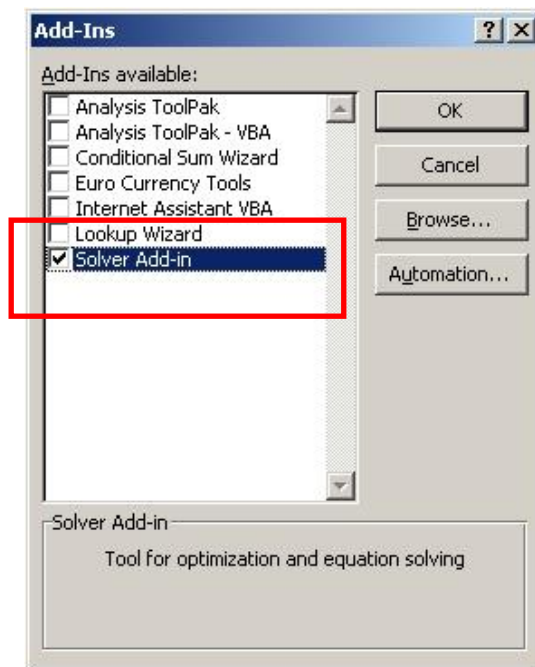 Add-Ins
Add-Ins available:
Analysis ToolPak
Analysis ToolPak - VBA
Conditional Sum Wizard
Euro Currency Tools
Internet Assistant VBA
Lookup Wizard
Solver Add-in
OK
Cancel
Browse...
Automation...
Solver Add-in
Tool for optimization and equation solving